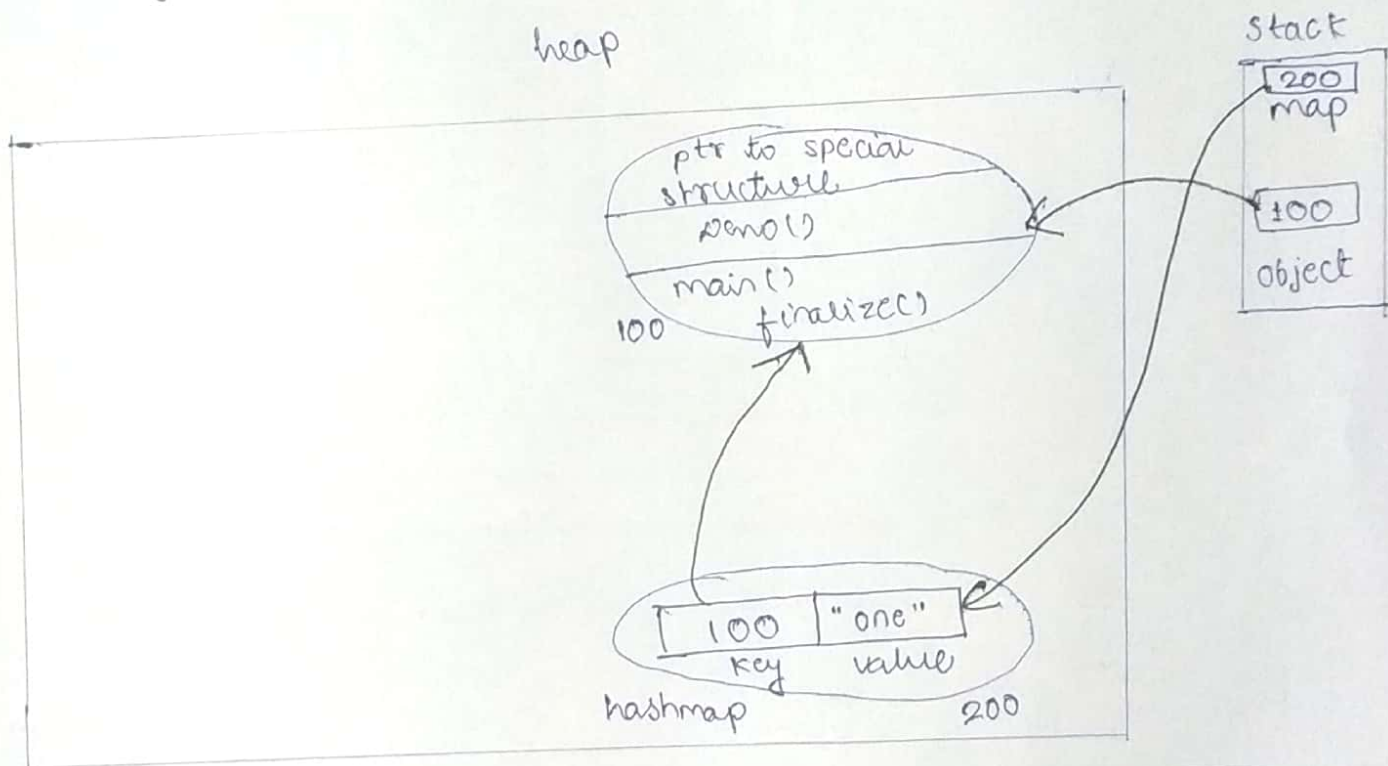 heap
Stack
200
map
100
object
ptr to special
structure
Demo()
main()
finalize()
100
100 "one"
key value
hashmap 200